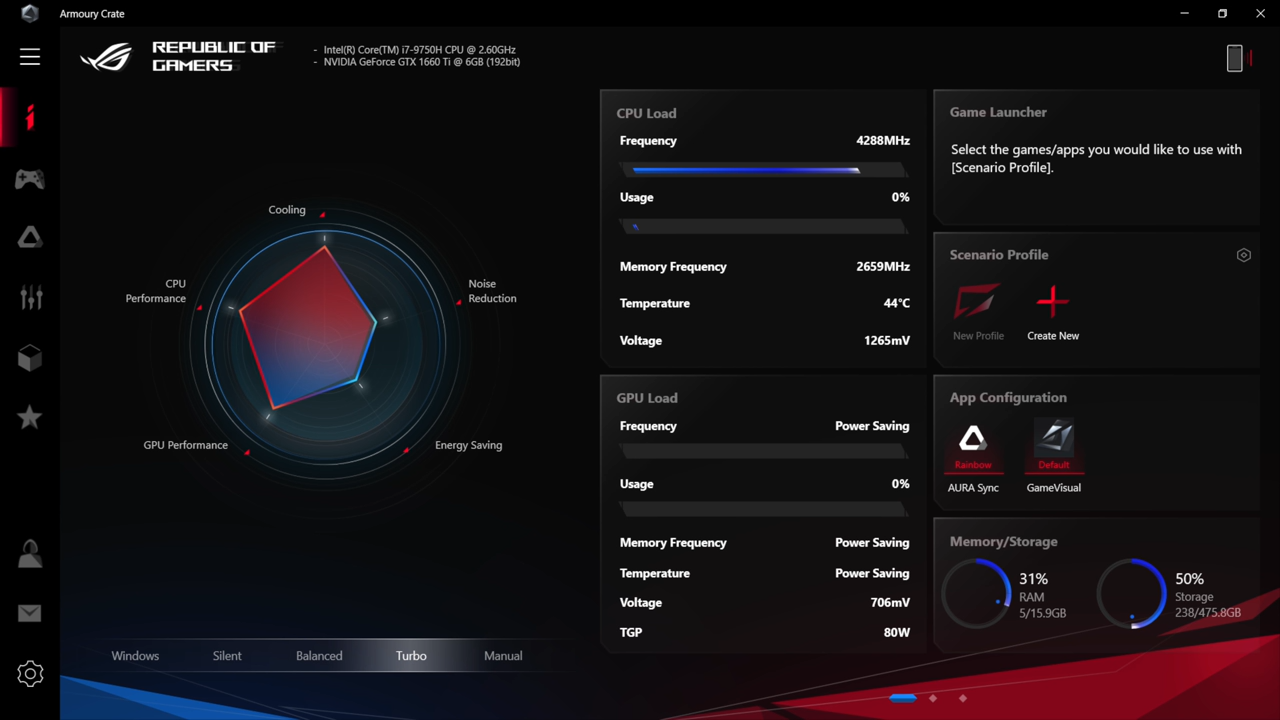 Armoury Crate
REPUBLIC OF
GAMERS
- Intel(R) Core(TM) i7-9750H CPU @ 2.60GHz
- NVIDIA GeForce GTX 1660 Ti @ 6GB (192bit)
Cooling
CPU
Performance
Noise
Reduction
GPU Performance
Energy Saving
Windows
Silent
Balanced
Turbo
Manual
CPU Load
Frequency 4288MHz
Usage 0%
Memory Frequency 2659MHz
Temperature 44°C
Voltage 1265mV
GPU Load
Frequency Power Saving
Usage 0%
Memory Frequency Power Saving
Temperature Power Saving
Voltage 706mV
TGP 80W
Game Launcher
Select the games/apps you would like to use with
[Scenario Profile].
Scenario Profile
New Profile
Create New
App Configuration
Rainbow
AURA Sync
Default
GameVisual
Memory/Storage
31%
RAM
5/15.9GB
50%
Storage
238/475.8GB